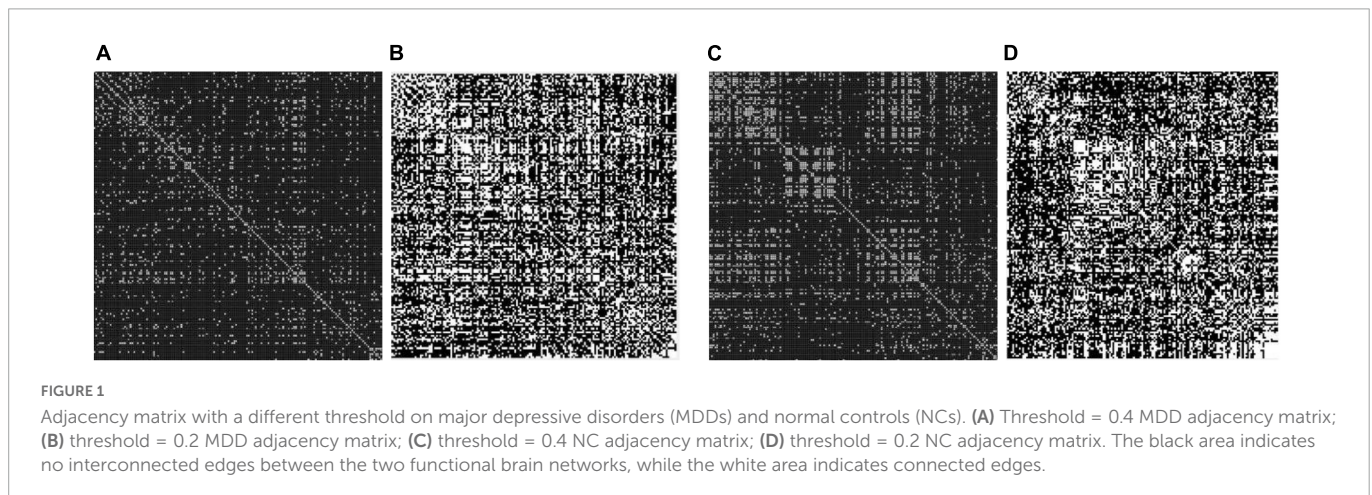 A B C D
FIGURE 1
Adjacency matrix with a different threshold on major depressive disorders (MDDs) and normal controls (NCs). (A) Threshold = 0.4 MDD adjacency matrix;
(B) threshold = 0.2 MDD adjacency matrix; (C) threshold = 0.4 NC adjacency matrix; (D) threshold = 0.2 NC adjacency matrix. The black area indicates
no interconnected edges between the two functional brain networks, while the white area indicates connected edges.